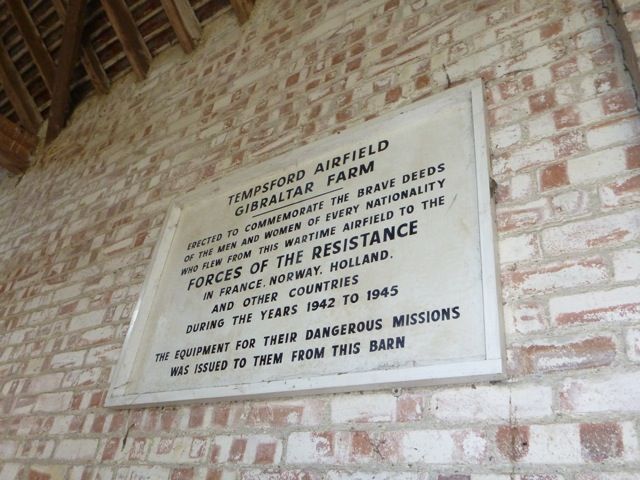 TEMPSFORD AIRFIELD
GIBRALTAR FARM
ERECTED TO COMMEMORATE THE BRAVE DEEDS
OF THE MEN AND WOMEN OF EVERY NATIONALITY
WHO FLEW FROM THIS WARTIME AIRFIELD TO THE
FORCES OF THE RESISTANCE
IN FRANCE. NORWAY. HOLLAND.
AND OTHER COUNTRIES
DURING THE YEARS 1942 TO 1945
THE EQUIPMENT FOR THEIR DANGEROUS MISSIONS
WAS ISSUED TO THEM FROM THIS BARN